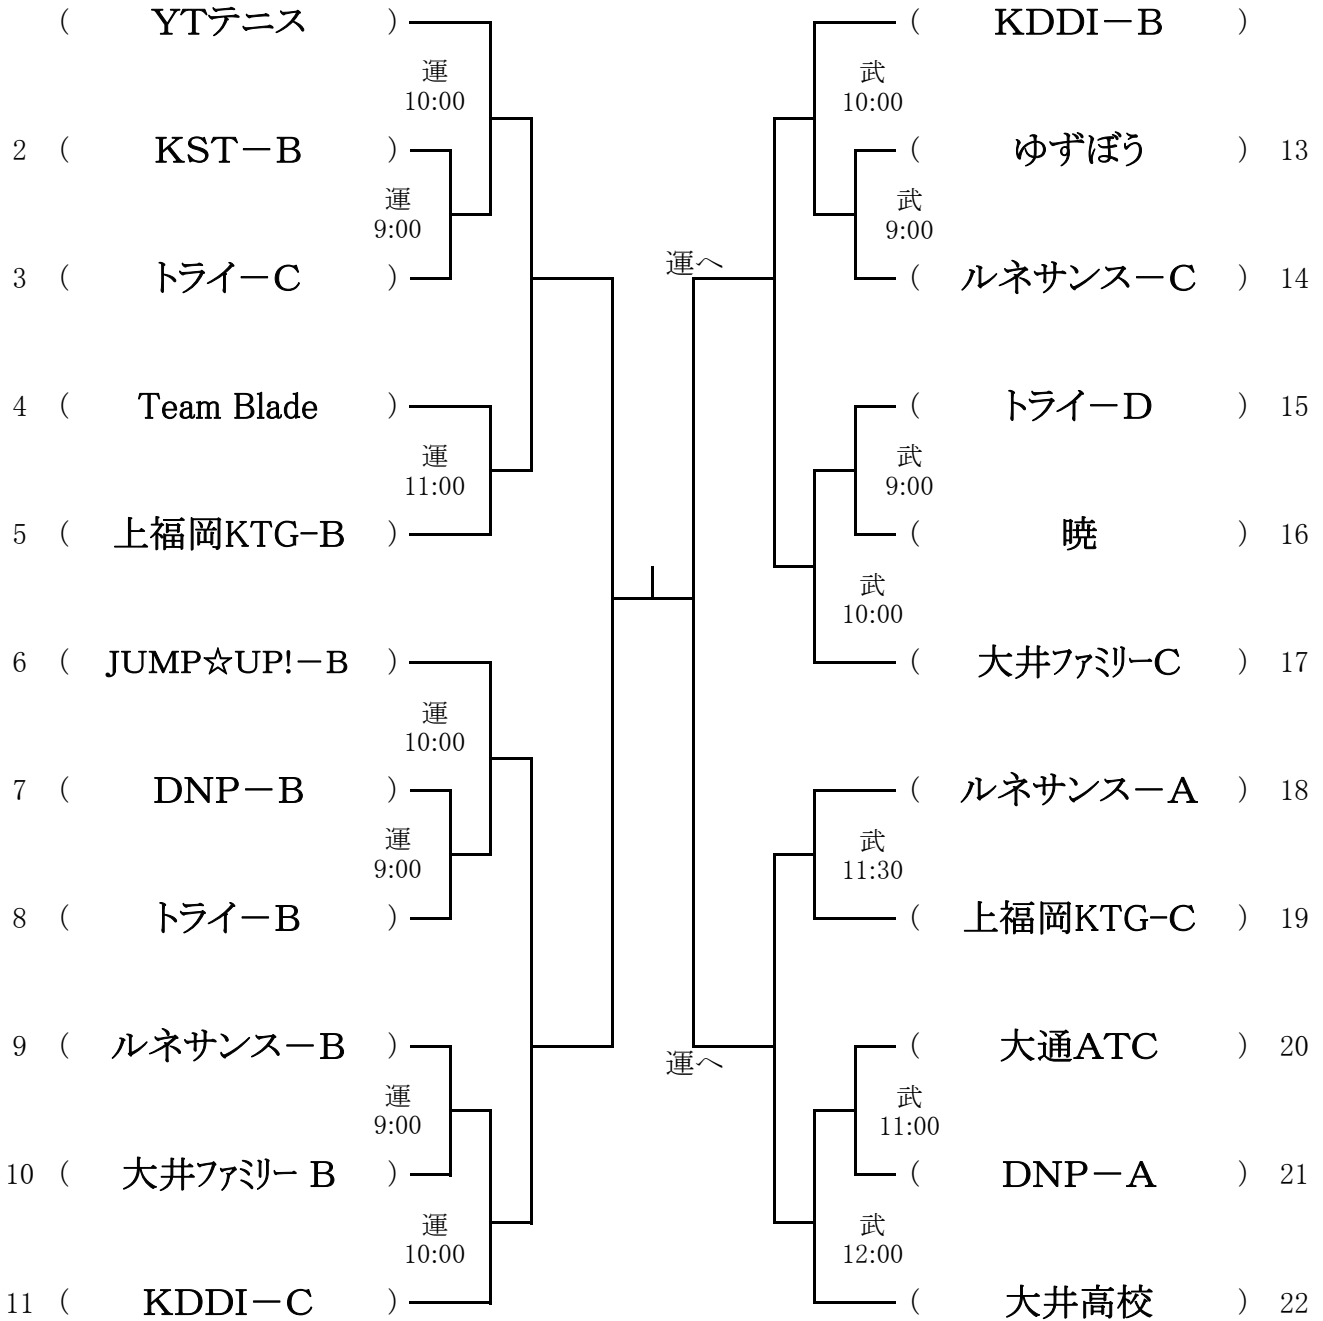 ( YTテニス )
運
10:00
2 ( KST－B )
運
9:00
3 ( トライ－C )
4 ( Team Blade )
運
11:00
5 ( 上福岡KTG-B )
6 ( JUMP☆UP!－B )
運
10:00
7 ( DNP－B )
運
9:00
8 ( トライ－B )
9 ( ルネサンス－B )
運
9:00
10 ( 大井ファミリー B )
運
10:00
11 ( KDDI－C )
運へ
運へ
( KDDI－B )
武
10:00
( ゆずぼう ) 13
武
9:00
( ルネサンス－C ) 14
( トライ－D ) 15
武
9:00
( 暁 ) 16
武
10:00
( 大井ファミリーC ) 17
( ルネサンス－A ) 18
武
11:30
( 上福岡KTG-C ) 19
( 大通ATC ) 20
武
11:00
( DNP－A ) 21
武
12:00
( 大井高校 ) 22